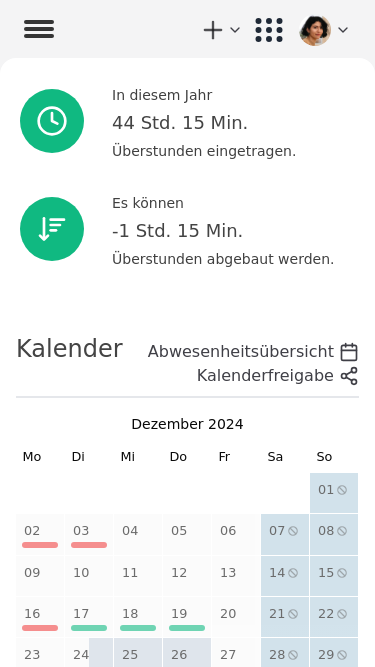 In diesem Jahr
44 Std. 15 Min.
Überstunden eingetragen.
Es können
-1 Std. 15 Min.
Überstunden abgebaut werden.
Kalender
Abwesenheitsübersicht
Kalenderfreigabe
Dezember 2024
Mo Di Mi Do Fr Sa So
01
02 03 04 05 06 07 08
09 10 11 12 13 14 15
16 17 18 19 20 21 22
23 24 25 26 27 28 29